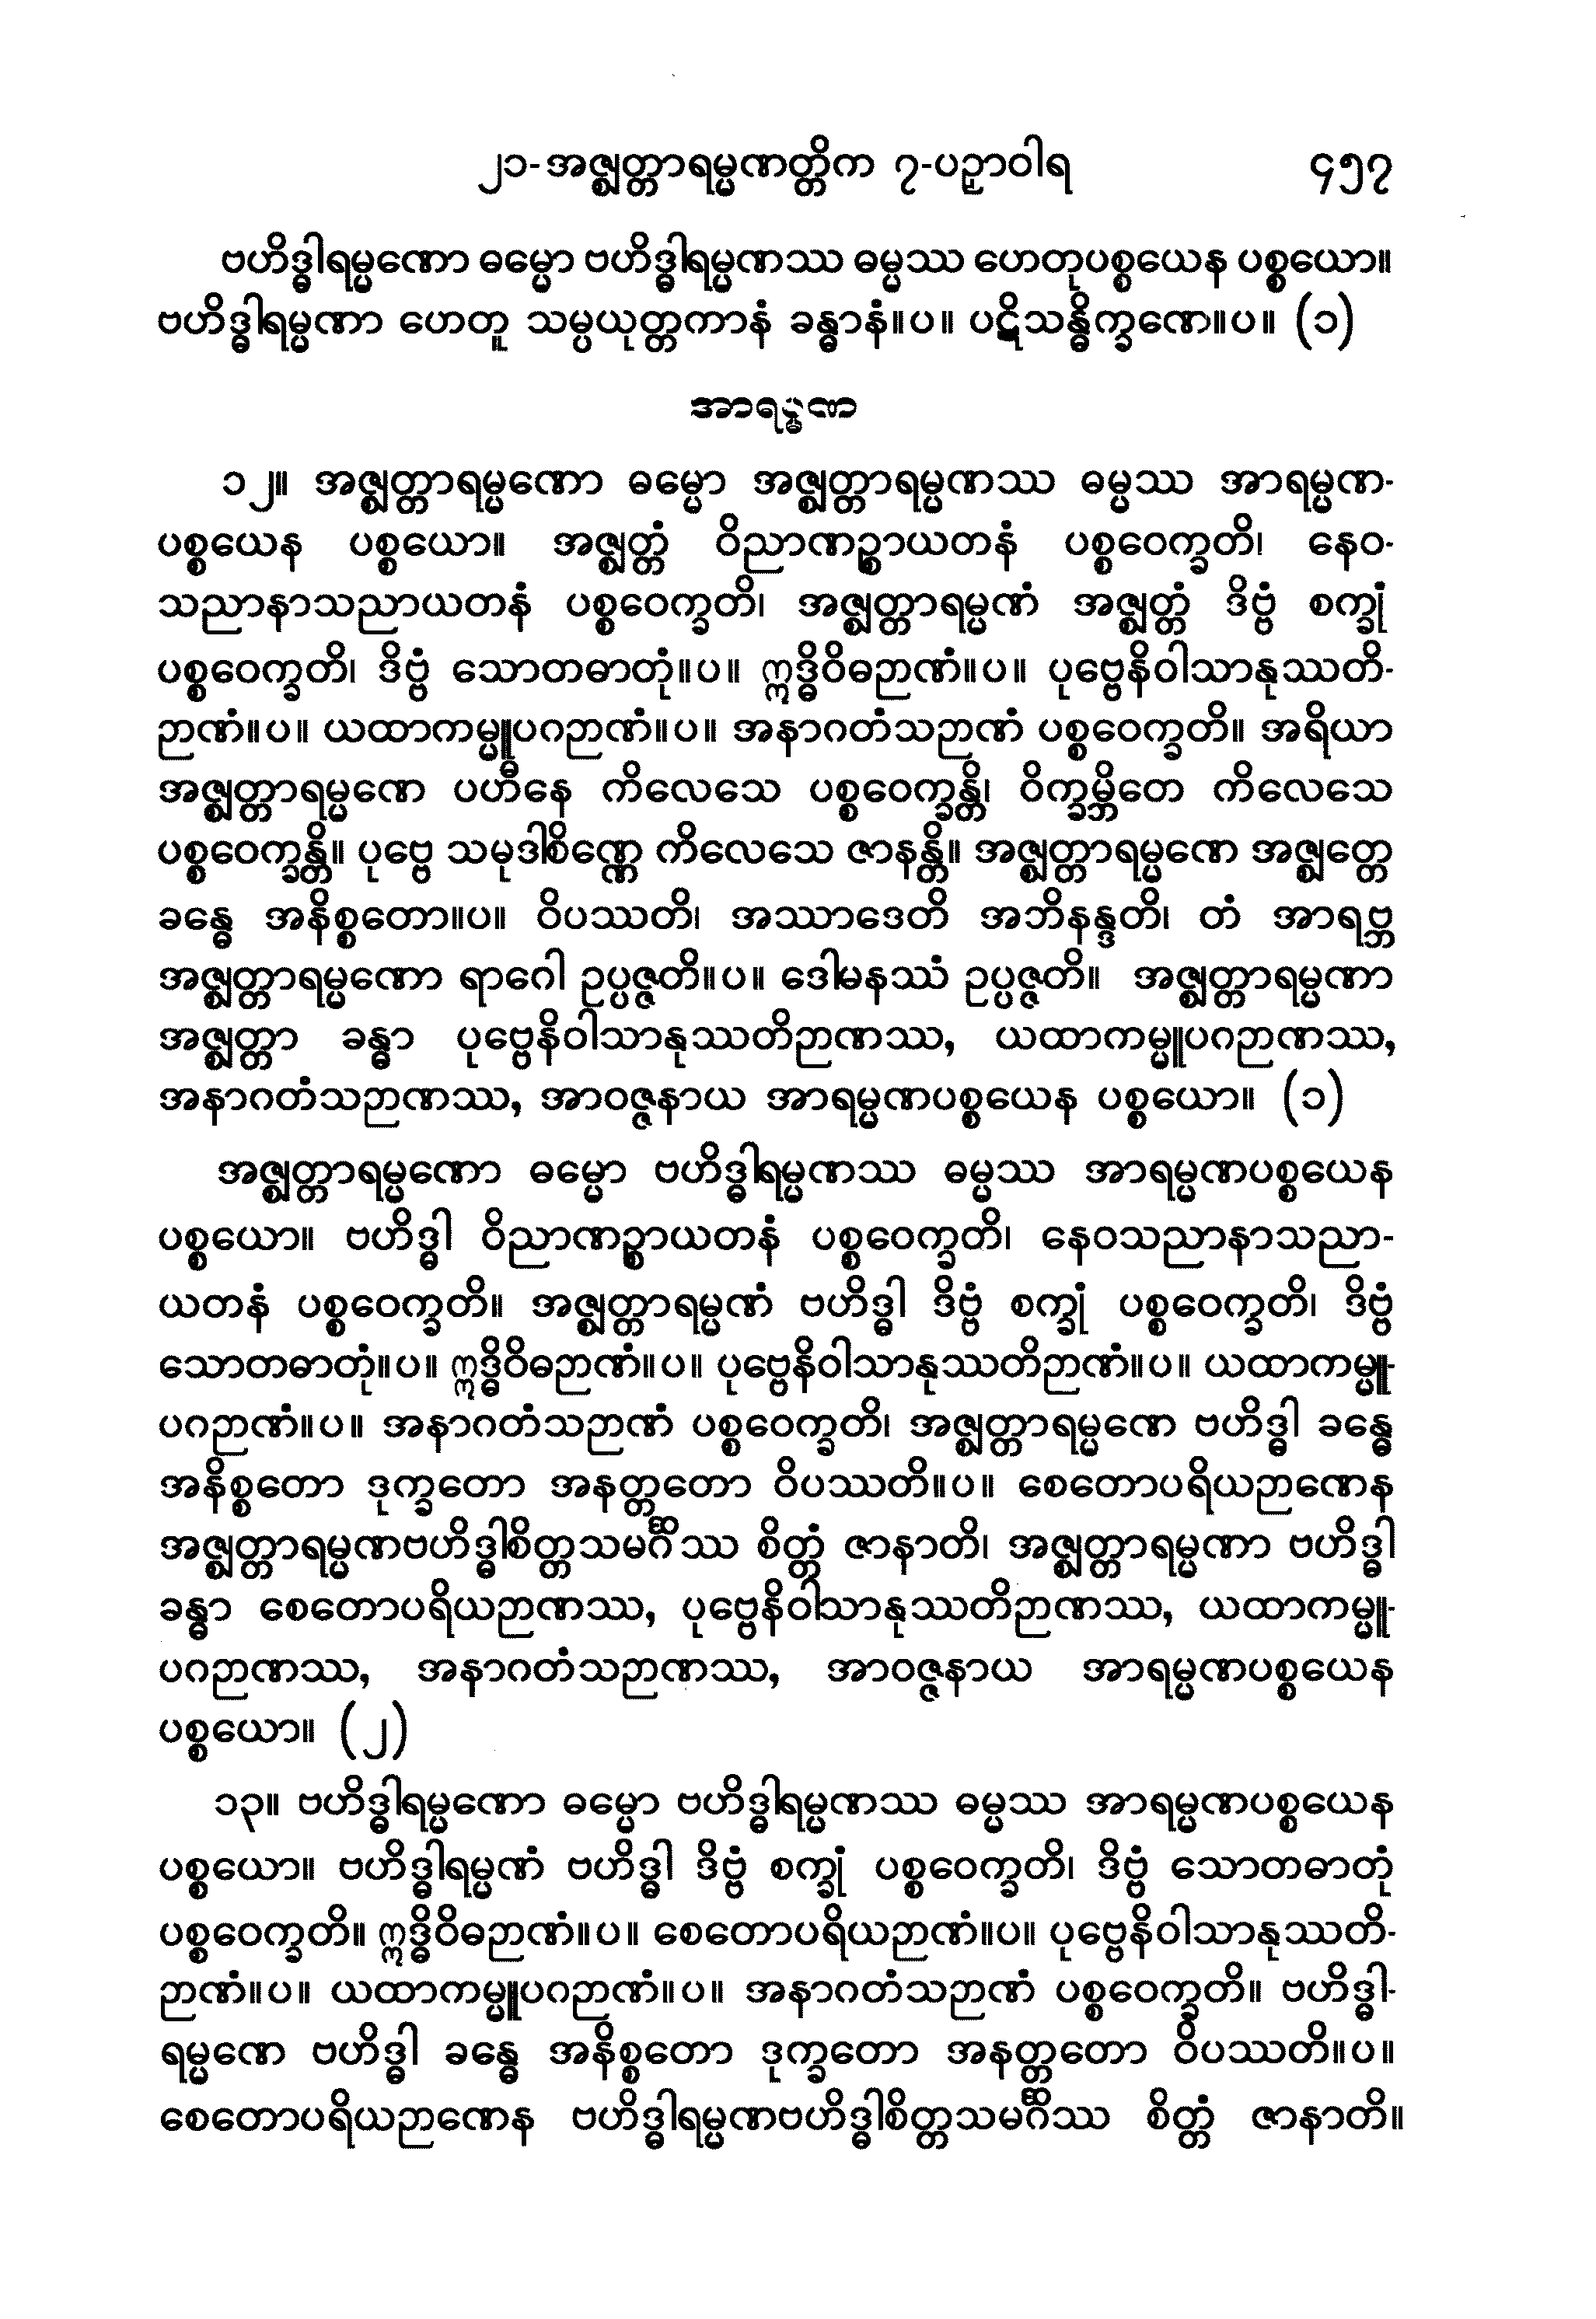 ၂၁-အဇ္ဈတ္တာရမ္မဏတ္တိက ၇-ပဉှာဝါရ ၄၅၇
ဗဟိဒ္ဓါရမ္မဏော ဓမ္မော ဗဟိဒ္ဓါရမ္မဏဿ ဓမ္မဿ ဟေတုပစ္စယေန ပစ္စယော။
ဗဟိဒ္ဓါရမ္မဏာ ဟေတူ သမ္ပယုတ္တကာနံ ခန္ဓာနံ။ပ။ ပဋိသန္ဓိက္ခဏေ။ပ။ (၁)
အာရမ္မဏ
၁၂။ အဇ္ဈတ္တာရမ္မဏော ဓမ္မော အဇ္ဈတ္တာရမ္မဏဿ ဓမ္မဿ အာရမ္မဏ-
ပစ္စယေန ပစ္စယော။ အဇ္ဈတ္တံ ဝိညာဏဉ္စာယတနံ ပစ္စဝေက္ခတိ၊ နေဝ-
သညာနာသညာယတနံ ပစ္စဝေက္ခတိ၊ အဇ္ဈတ္တာရမ္မဏံ အဇ္ဈတ္တံ ဒိဗ္ဗံ စက္ခုံ
ပစ္စဝေက္ခတိ၊ ဒိဗ္ဗံ သောတဓာတုံ။ပ။ ဣဒ္ဓိဝိဓဉာဏံ။ပ။ ပုဗ္ဗေနိဝါသာနုဿတိ-
ဉာဏံ။ပ။ ယထာကမ္မူပဂဉာဏံ။ပ။ အနာဂတံသဉာဏံ ပစ္စဝေက္ခတိ။ အရိယာ
အဇ္ဈတ္တာရမ္မဏေ ပဟီနေ ကိလေသေ ပစ္စဝေက္ခန္တိ၊ ဝိက္ခမ္ဘိတေ ကိလေသေ
ပစ္စဝေက္ခန္တိ။ ပုဗ္ဗေ သမုဒါစိဏ္ဏေ ကိလေသေ ဇာနန္တိ။ အဇ္ဈတ္တာရမ္မဏေ အဇ္ဈတ္တေ
ခန္ဓေ အနိစ္စတော။ပ။ ဝိပဿတိ၊ အဿာဒေတိ အဘိနန္ဒတိ၊ တံ အာရဗ္ဘ
အဇ္ဈတ္တာရမ္မဏော ရာဂေါ ဥပ္ပဇ္ဇတိ။ပ။ ဒေါမနဿံ ဥပ္ပဇ္ဇတိ။ အဇ္ဈတ္တာရမ္မဏာ
အဇ္ဈတ္တာ ခန္ဓာ ပုဗ္ဗေနိဝါသာနုဿတိဉာဏဿ, ယထာကမ္မူပဂဉာဏဿ,
အနာဂတံသဉာဏဿ, အာဝဇ္ဇနာယ အာရမ္မဏပစ္စယေန ပစ္စယော။ (၁)
အဇ္ဈတ္တာရမ္မဏော ဓမ္မော ဗဟိဒ္ဓါရမ္မဏဿ ဓမ္မဿ အာရမ္မဏပစ္စယေန
ပစ္စယော။ ဗဟိဒ္ဓါ ဝိညာဏဉ္စာယတနံ ပစ္စဝေက္ခတိ၊ နေဝသညာနာသညာ-
ယတနံ ပစ္စဝေက္ခတိ။ အဇ္ဈတ္တာရမ္မဏံ ဗဟိဒ္ဓါ ဒိဗ္ဗံ စက္ခုံ ပစ္စဝေက္ခတိ၊ ဒိဗ္ဗံ
သောတဓာတုံ။ပ။ ဣဒ္ဓိဝိဓဉာဏံ။ပ။ ပုဗ္ဗေနိဝါသာနုဿတိဉာဏံ။ပ။ ယထာကမ္မူ-
ပဂဉာဏံ။ပ။ အနာဂတံသဉာဏံ ပစ္စဝေက္ခတိ၊ အဇ္ဈတ္တာရမ္မဏေ ဗဟိဒ္ဓါ ခန္ဓေ
အနိစ္စတော ဒုက္ခတော အနတ္တတော ဝိပဿတိ။ပ။ စေတောပရိယဉာဏေန
အဇ္ဈတ္တာရမ္မဏဗဟိဒ္ဓါစိတ္တသမင်္ဂိဿ စိတ္တံ ဇာနာတိ၊ အဇ္ဈတ္တာရမ္မဏာ ဗဟိဒ္ဓါ
ခန္ဓာ စေတောပရိယဉာဏဿ, ပုဗ္ဗေနိဝါသာနုဿတိဉာဏဿ, ယထာကမ္မူ-
ပဂဉာဏဿ, အနာဂတံသဉာဏဿ, အာဝဇ္ဇနာယ အာရမ္မဏပစ္စယေန
ပစ္စယော။ (၂)
၁၃။ ဗဟိဒ္ဓါရမ္မဏော ဓမ္မော ဗဟိဒ္ဓါရမ္မဏဿ ဓမ္မဿ အာရမ္မဏပစ္စယေန
ပစ္စယော။ ဗဟိဒ္ဓါရမ္မဏံ ဗဟိဒ္ဓါ ဒိဗ္ဗံ စက္ခုံ ပစ္စဝေက္ခတိ၊ ဒိဗ္ဗံ သောတဓာတုံ
ပစ္စဝေက္ခတိ။ ဣဒ္ဓိဝိဓဉာဏံ။ပ။ စေတောပရိယဉာဏံ။ပ။ ပုဗ္ဗေနိဝါသာနုဿတိ-
ဉာဏံ။ပ။ ယထာကမ္မူပဂဉာဏံ။ပ။ အနာဂတံသဉာဏံ ပစ္စဝေက္ခတိ။ ဗဟိဒ္ဓါ-
ရမ္မဏေ ဗဟိဒ္ဓါ ခန္ဓေ အနိစ္စတော ဒုက္ခတော အနတ္တတော ဝိပဿတိ။ပ။
စေတောပရိယဉာဏေန ဗဟိဒ္ဓါရမ္မဏဗဟိဒ္ဓါစိတ္တသမင်္ဂိဿ စိတ္တံ ဇာနာတိ။